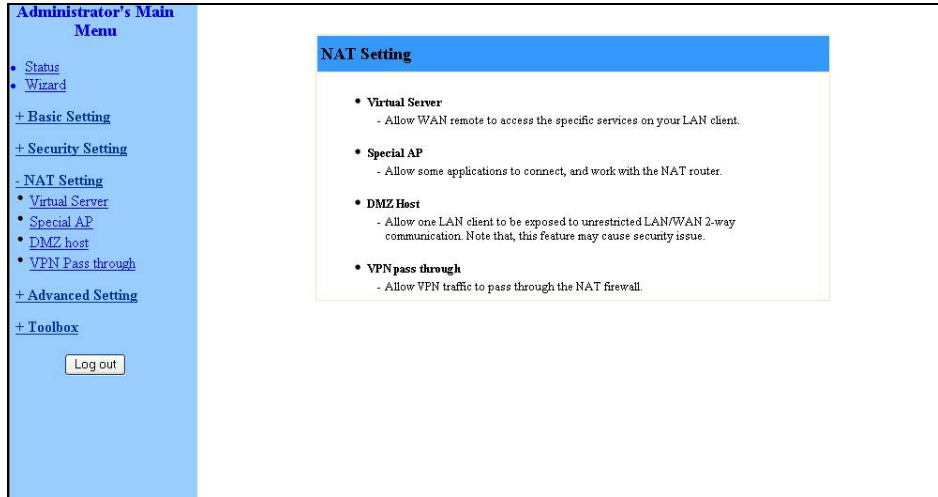 Administrator's Main
Menu
Status
Wizard
+ Basic Setting
+ Security Setting
- NAT Setting
Virtual Server
Special AP
DMZ host
VPN Pass through
+ Advanced Setting
+ Toolbox
Log out
NAT Setting
Virtual Server
- Allow WAN remote to access the specific services on your LAN client.
Special AP
- Allow some applications to connect, and work with the NAT router.
DMZ Host
- Allow one LAN client to be exposed to unrestricted LAN/WAN 2-way
communication. Note that, this feature may cause security issue.
VPN pass through
- Allow VPN traffic to pass through the NAT firewall.